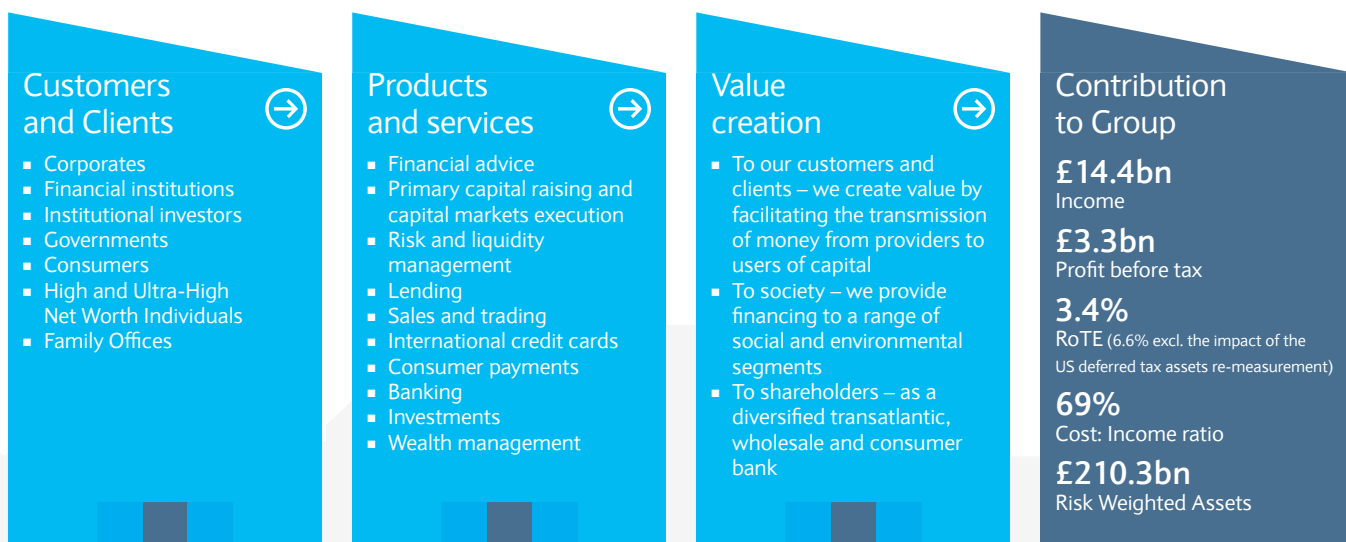 Customers
and Clients
▪ Corporates
▪ Financial institutions
▪ Institutional investors
▪ Governments
▪ Consumers
▪ High and Ultra-High
Net Worth Individuals
▪ Family Offices
Products
and services
▪ Financial advice
▪ Primary capital raising and
capital markets execution
▪ Risk and liquidity
management
▪ Lending
▪ Sales and trading
▪ International credit cards
▪ Consumer payments
▪ Banking
▪ Investments
▪ Wealth management
Value
creation
▪ To our customers and
clients – we create value by
facilitating the transmission
of money from providers to
users of capital
▪ To society – we provide
financing to a range of
social and environmental
segments
▪ To shareholders – as a
diversified transatlantic,
wholesale and consumer
bank
Contribution
to Group
£14.4bn
Income
£3.3bn
Profit before tax
3.4%
RoTE (6.6% excl. the impact of the
US deferred tax assets re-measurement)
69%
Cost: Income ratio
£210.3bn
Risk Weighted Assets